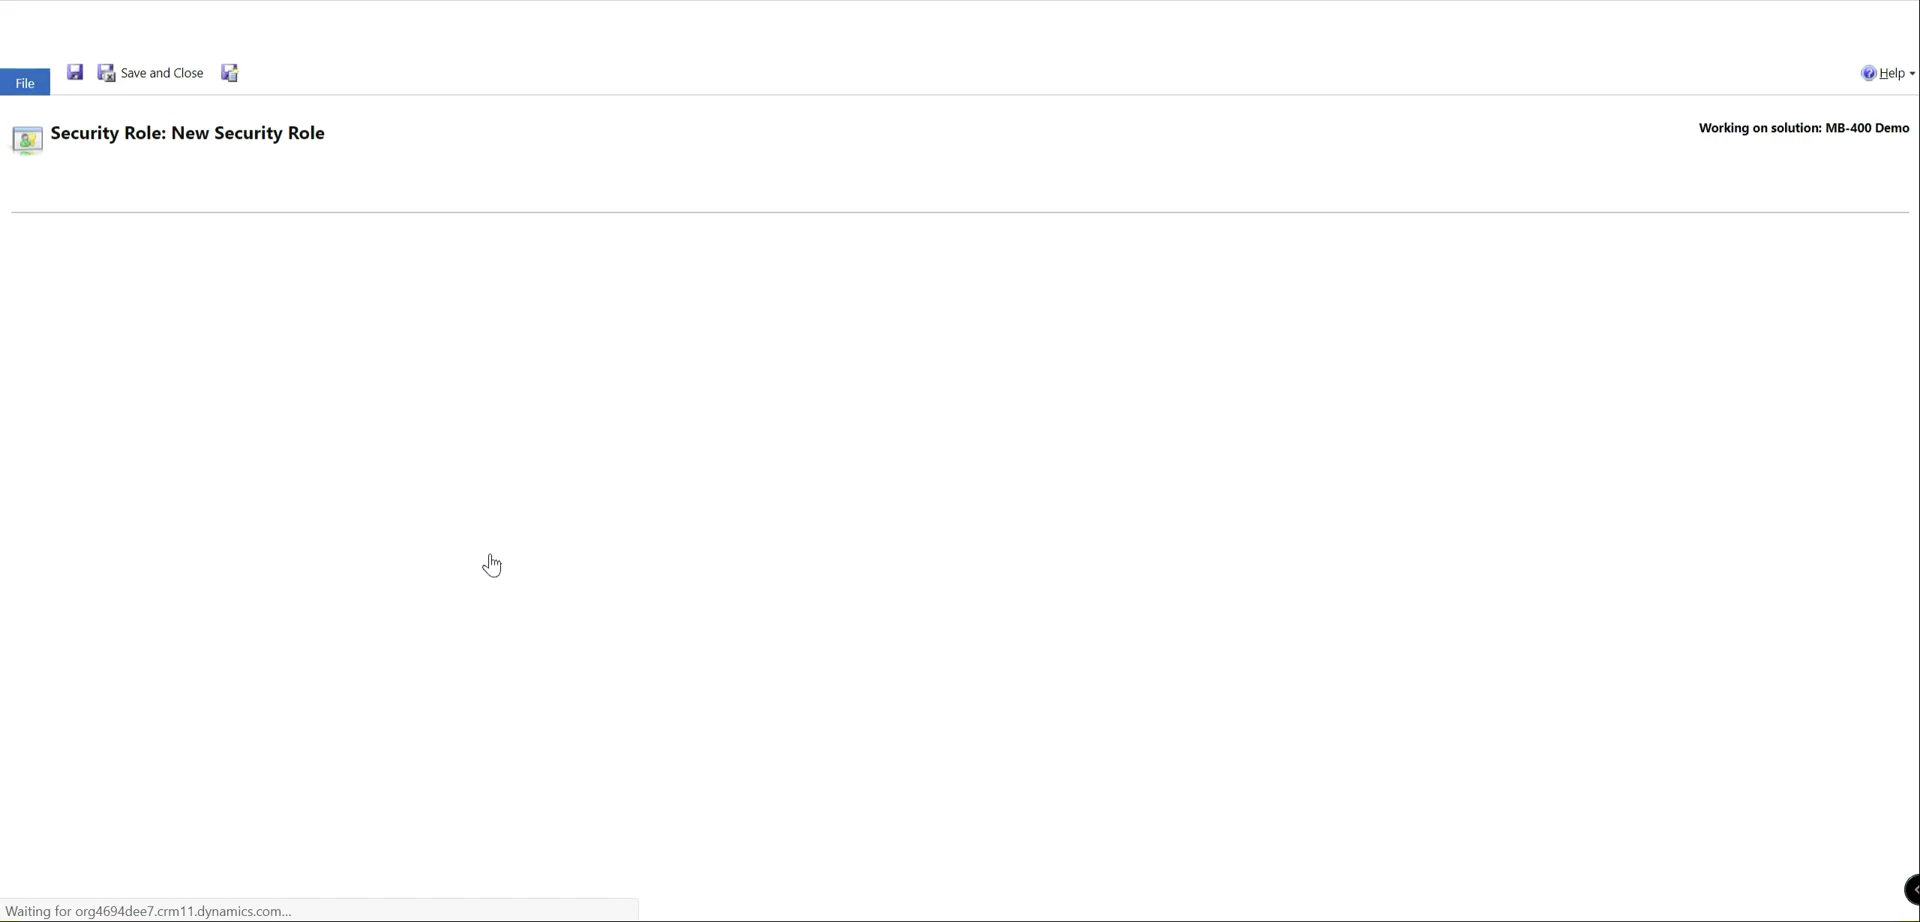 File
Save and Close
Help
Security Role: New Security Role
Working on solution: MB-400 Demo
Waiting for org4694dee7.crm11.dynamics.com...